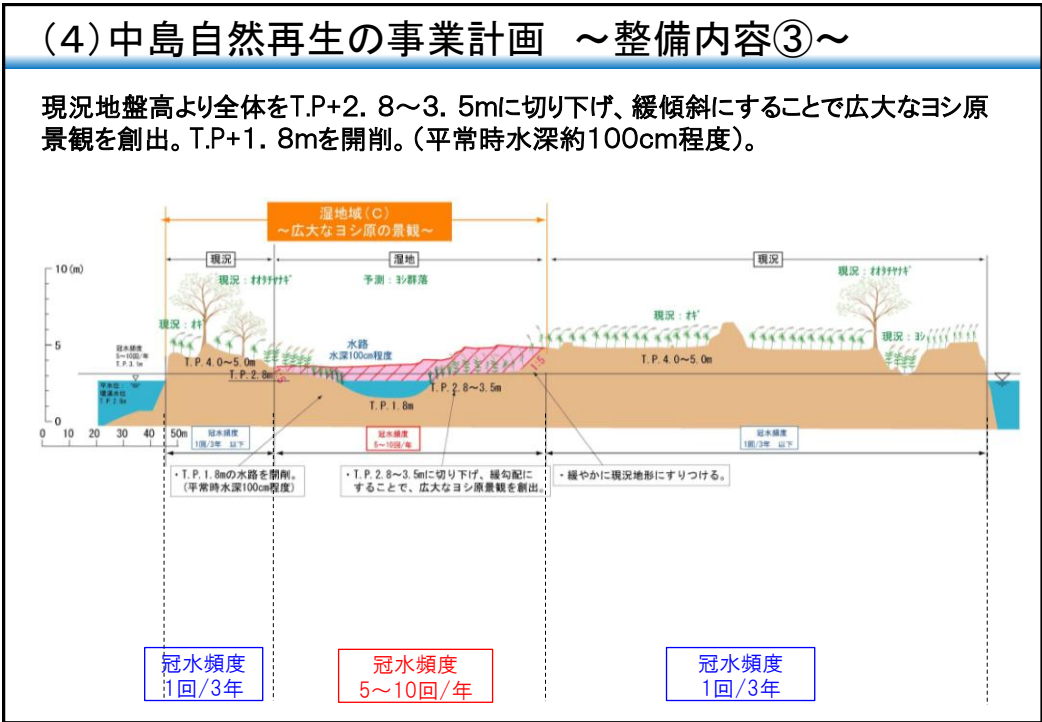 (4)中島自然再生の事業計画 ～整備内容③～
現況地盤高より全体をT.P+2．8～3．5mに切り下げ、緩傾斜にすることで広大なヨシ原
景観を創出。T.P+1．8mを開削。（平常時水深約100cm程度）。
湿地域(C)
～広大なヨシ原の景観～
現況
湿地
現況
10(m)
現況：ｵｵﾀﾁﾔﾅｷﾞ
予測：ﾖｼ群落
現況：ｵｵﾀﾁﾔﾅｷﾞ
現況：ｵｷﾞ
現況：ｵｷﾞ
現況：ﾖｼ
5
冠水頻度
5～10回/年
水路
水深100cm程度
T.P.4.0～5.0m
T.P.4.0～5.0m
T.P.2.8m
1:5
T.P.2.8～3.5m
T.P.1.8m
0
0 10 20 30 40 50m
冠水頻度
1回/3年 以下
冠水頻度
5～10回/年
冠水頻度
1回/3年 以下
・T.P.1.8mの水路を開削。
(平常時水深100cm程度)
・T.P.2.8～3.5mに切り下げ、緩勾配に
することで、広大なヨシ原景観を創出。
・緩やかに現況地形にすりつける。
冠水頻度
1回/3年
冠水頻度
5～10回/年
冠水頻度
1回/3年